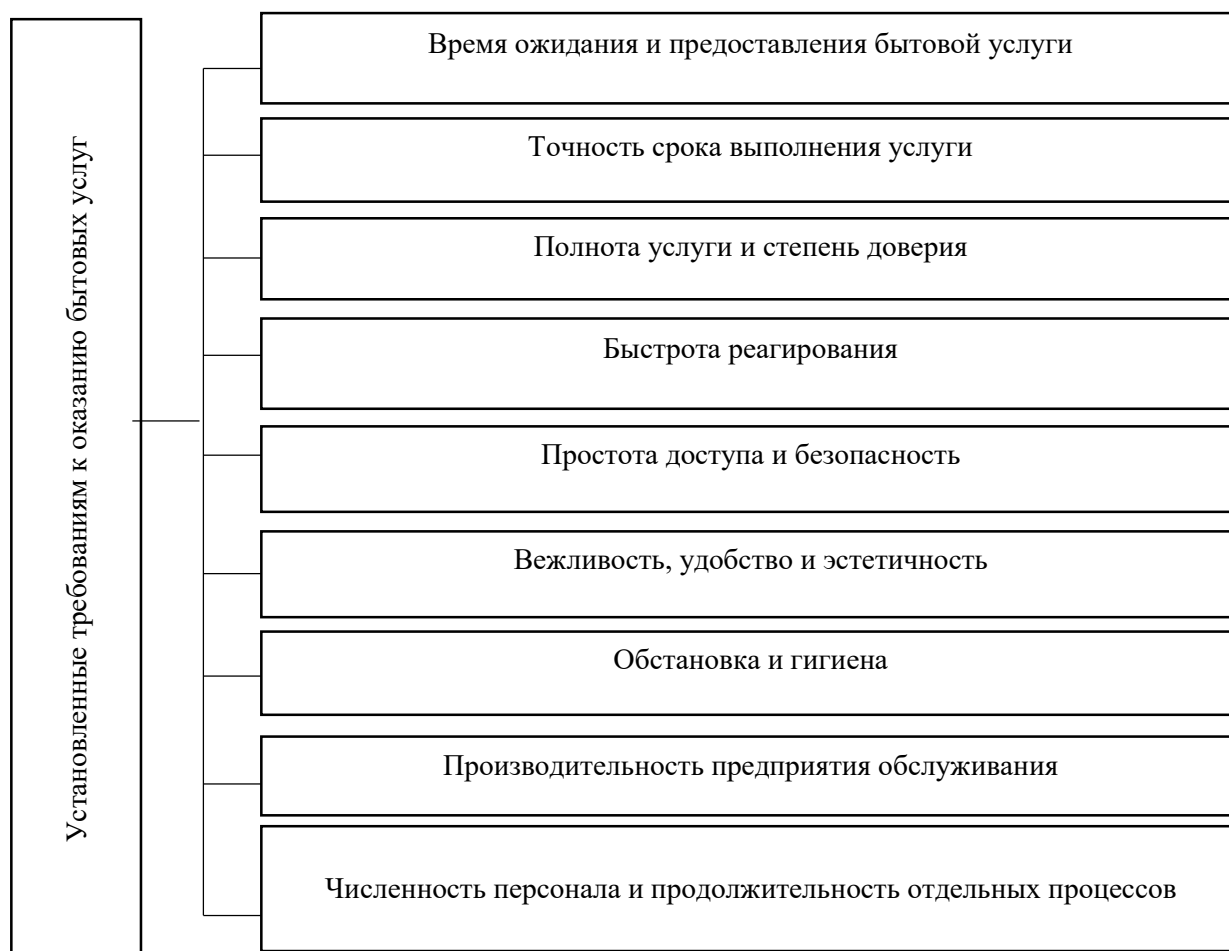 Установленные требованиям к оказанию бытовых услуг
Время ожидания и предоставления бытовой услуги
Точность срока выполнения услуги
Полнота услуги и степень доверия
Быстрота реагирования
Простота доступа и безопасность
Вежливость, удобство и эстетичность
Обстановка и гигиена
Производительность предприятия обслуживания
Численность персонала и продолжительность отдельных процессов